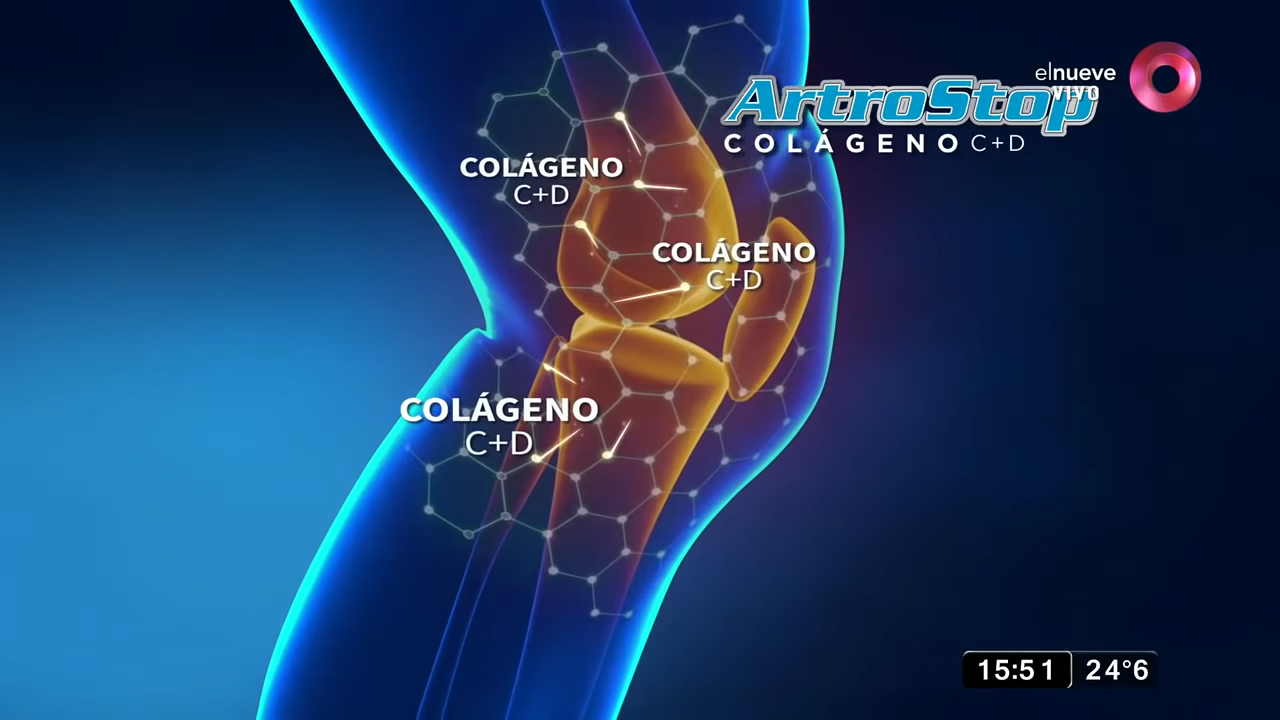 elnueve
VIVO
ArtroStop
COLÁGENO C+D
COLÁGENO
C+D
COLÁGENO
C+D
COLÁGENO
C+D
15:51 24°6